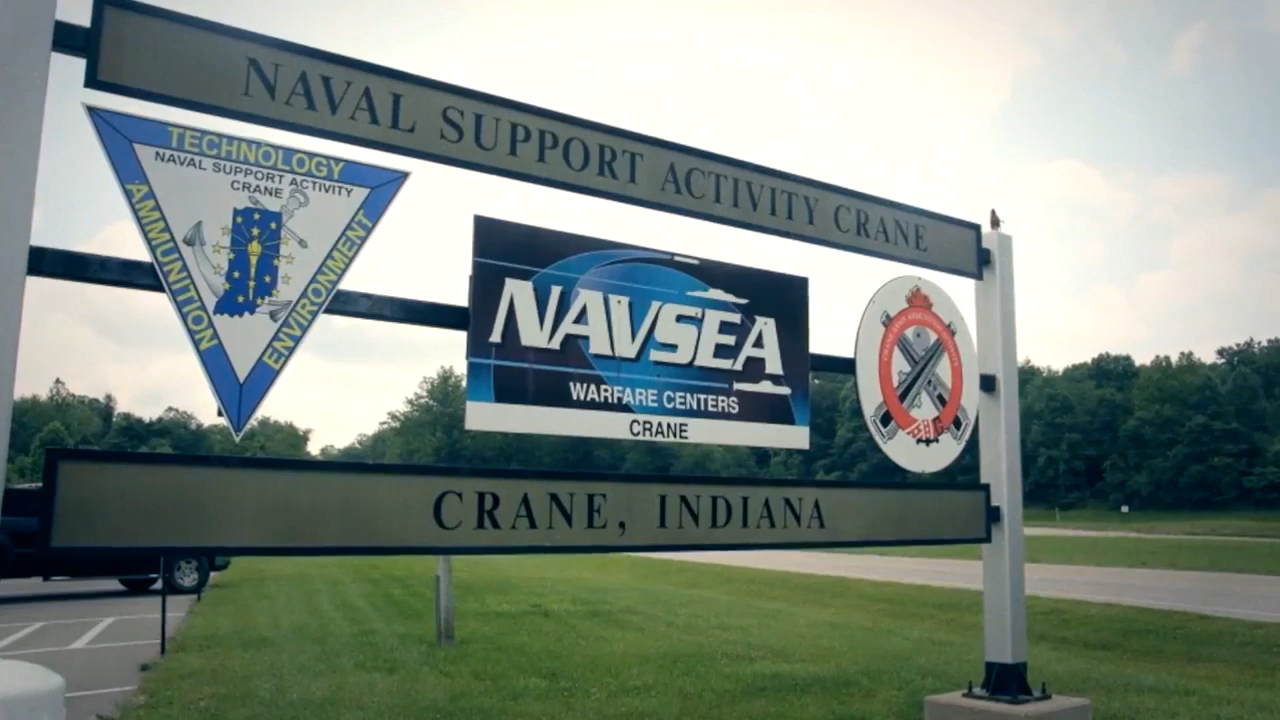 NAVAL SUPPORT ACTIVITY CRANE
TECHNOLOGY
NAVAL SUPPORT ACTIVITY
CRANE
AMMUNITION
ENVIRONMENT
NAVSEA
WARFARE CENTERS
CRANE
CRANE, INDIANA